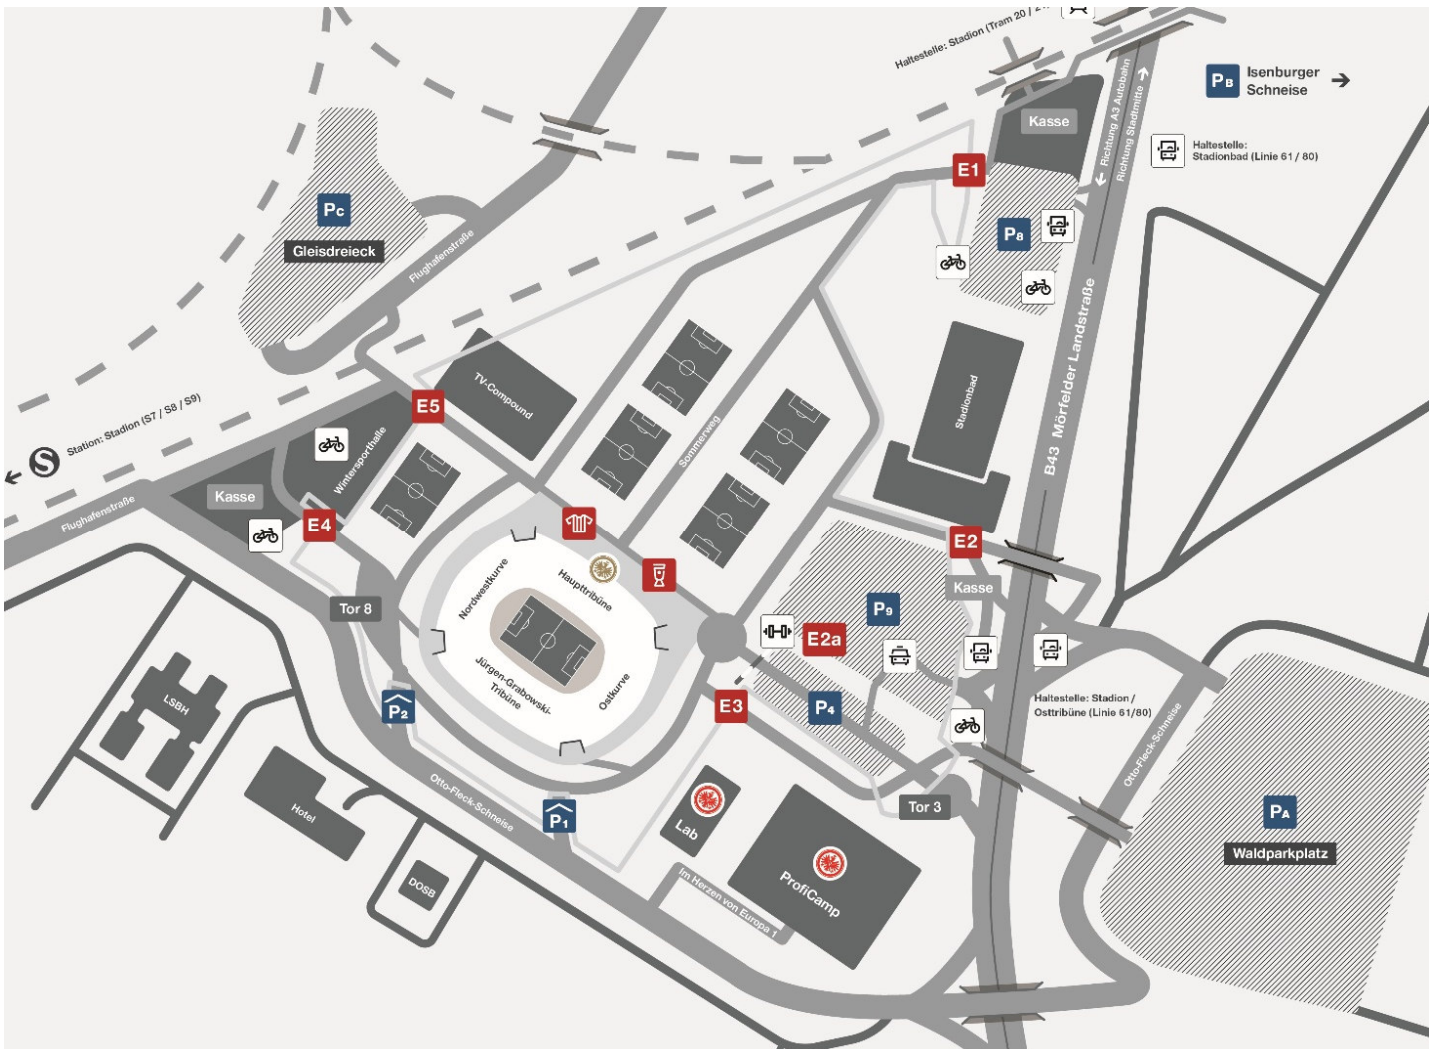 Haltestelle: Stadion (Tram 20 /
PB
Isenburger
Schneise
Kasse
Richtung A3 Autobahn
Richtung Stadtmitte
Haltestelle:
Stadionbad (Linie 61 / 80)
E1
PC
Gleisdreieck
P8
Flughafenstraße
B43 Mörfelder Landstraße
TV-Compound
Stadionbad
E5
Station: Stadion (S7 / S8 / S9)
S
Sommerweg
Wintersporthalle
Kasse
Flughafenstraße
E4
E2
Nordwestkurve
Haupttribüne
Kasse
Tor 8
P9
E2a
Jürgen-Grabowski-
Tribüne
Ostkurve
LSBH
P2
E3
P4
Haltestelle: Stadion /
Osttribüne (Linie 61/80)
Otto-Fleck-Schneise
Otto-Fleck-Schneise
Hotel
P1
Lab
Tor 3
PA
Waldparkplatz
DOSB
ProfiCamp
Im Herzen von Europa 1